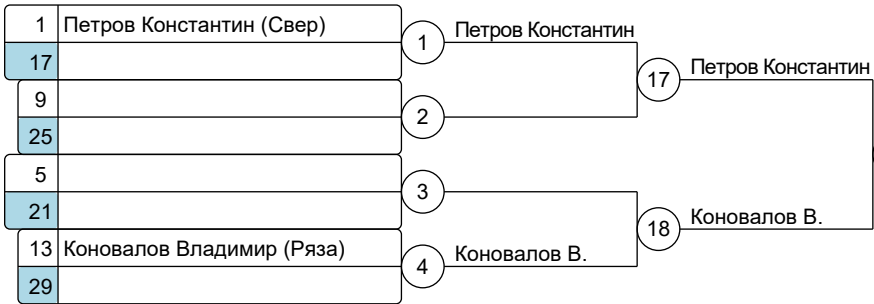 1 Петров Константин (Свер)
17
1
Петров Константин
9
25
2
17
Петров Константин
5
21
3
13 Коновалов Владимир (Ряза)
29
4
Коновалов В.
18
Коновалов В.